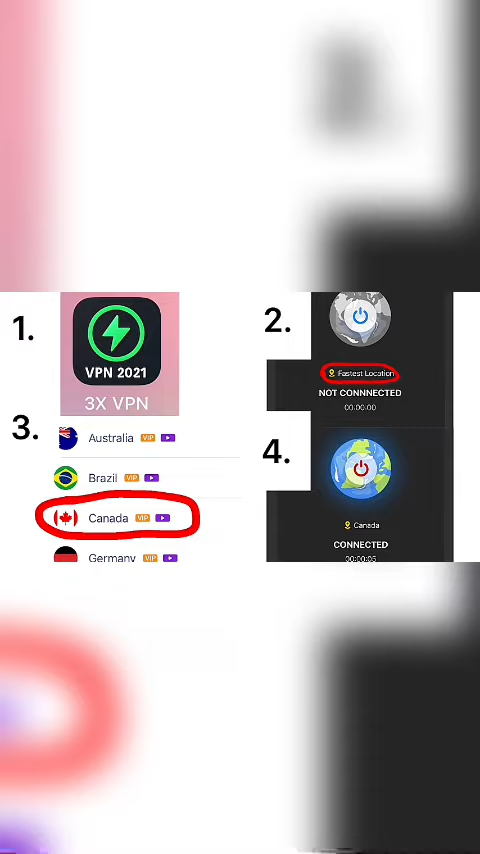 1.
VPN 2021
3X VPN
2.
Fastest Location
NOT CONNNECTED
00:00:00
3.
Australia VIP
Brazil VIP
Canada VIP
Germany VIP
4.
Canada
CONNECTED
00:00:05